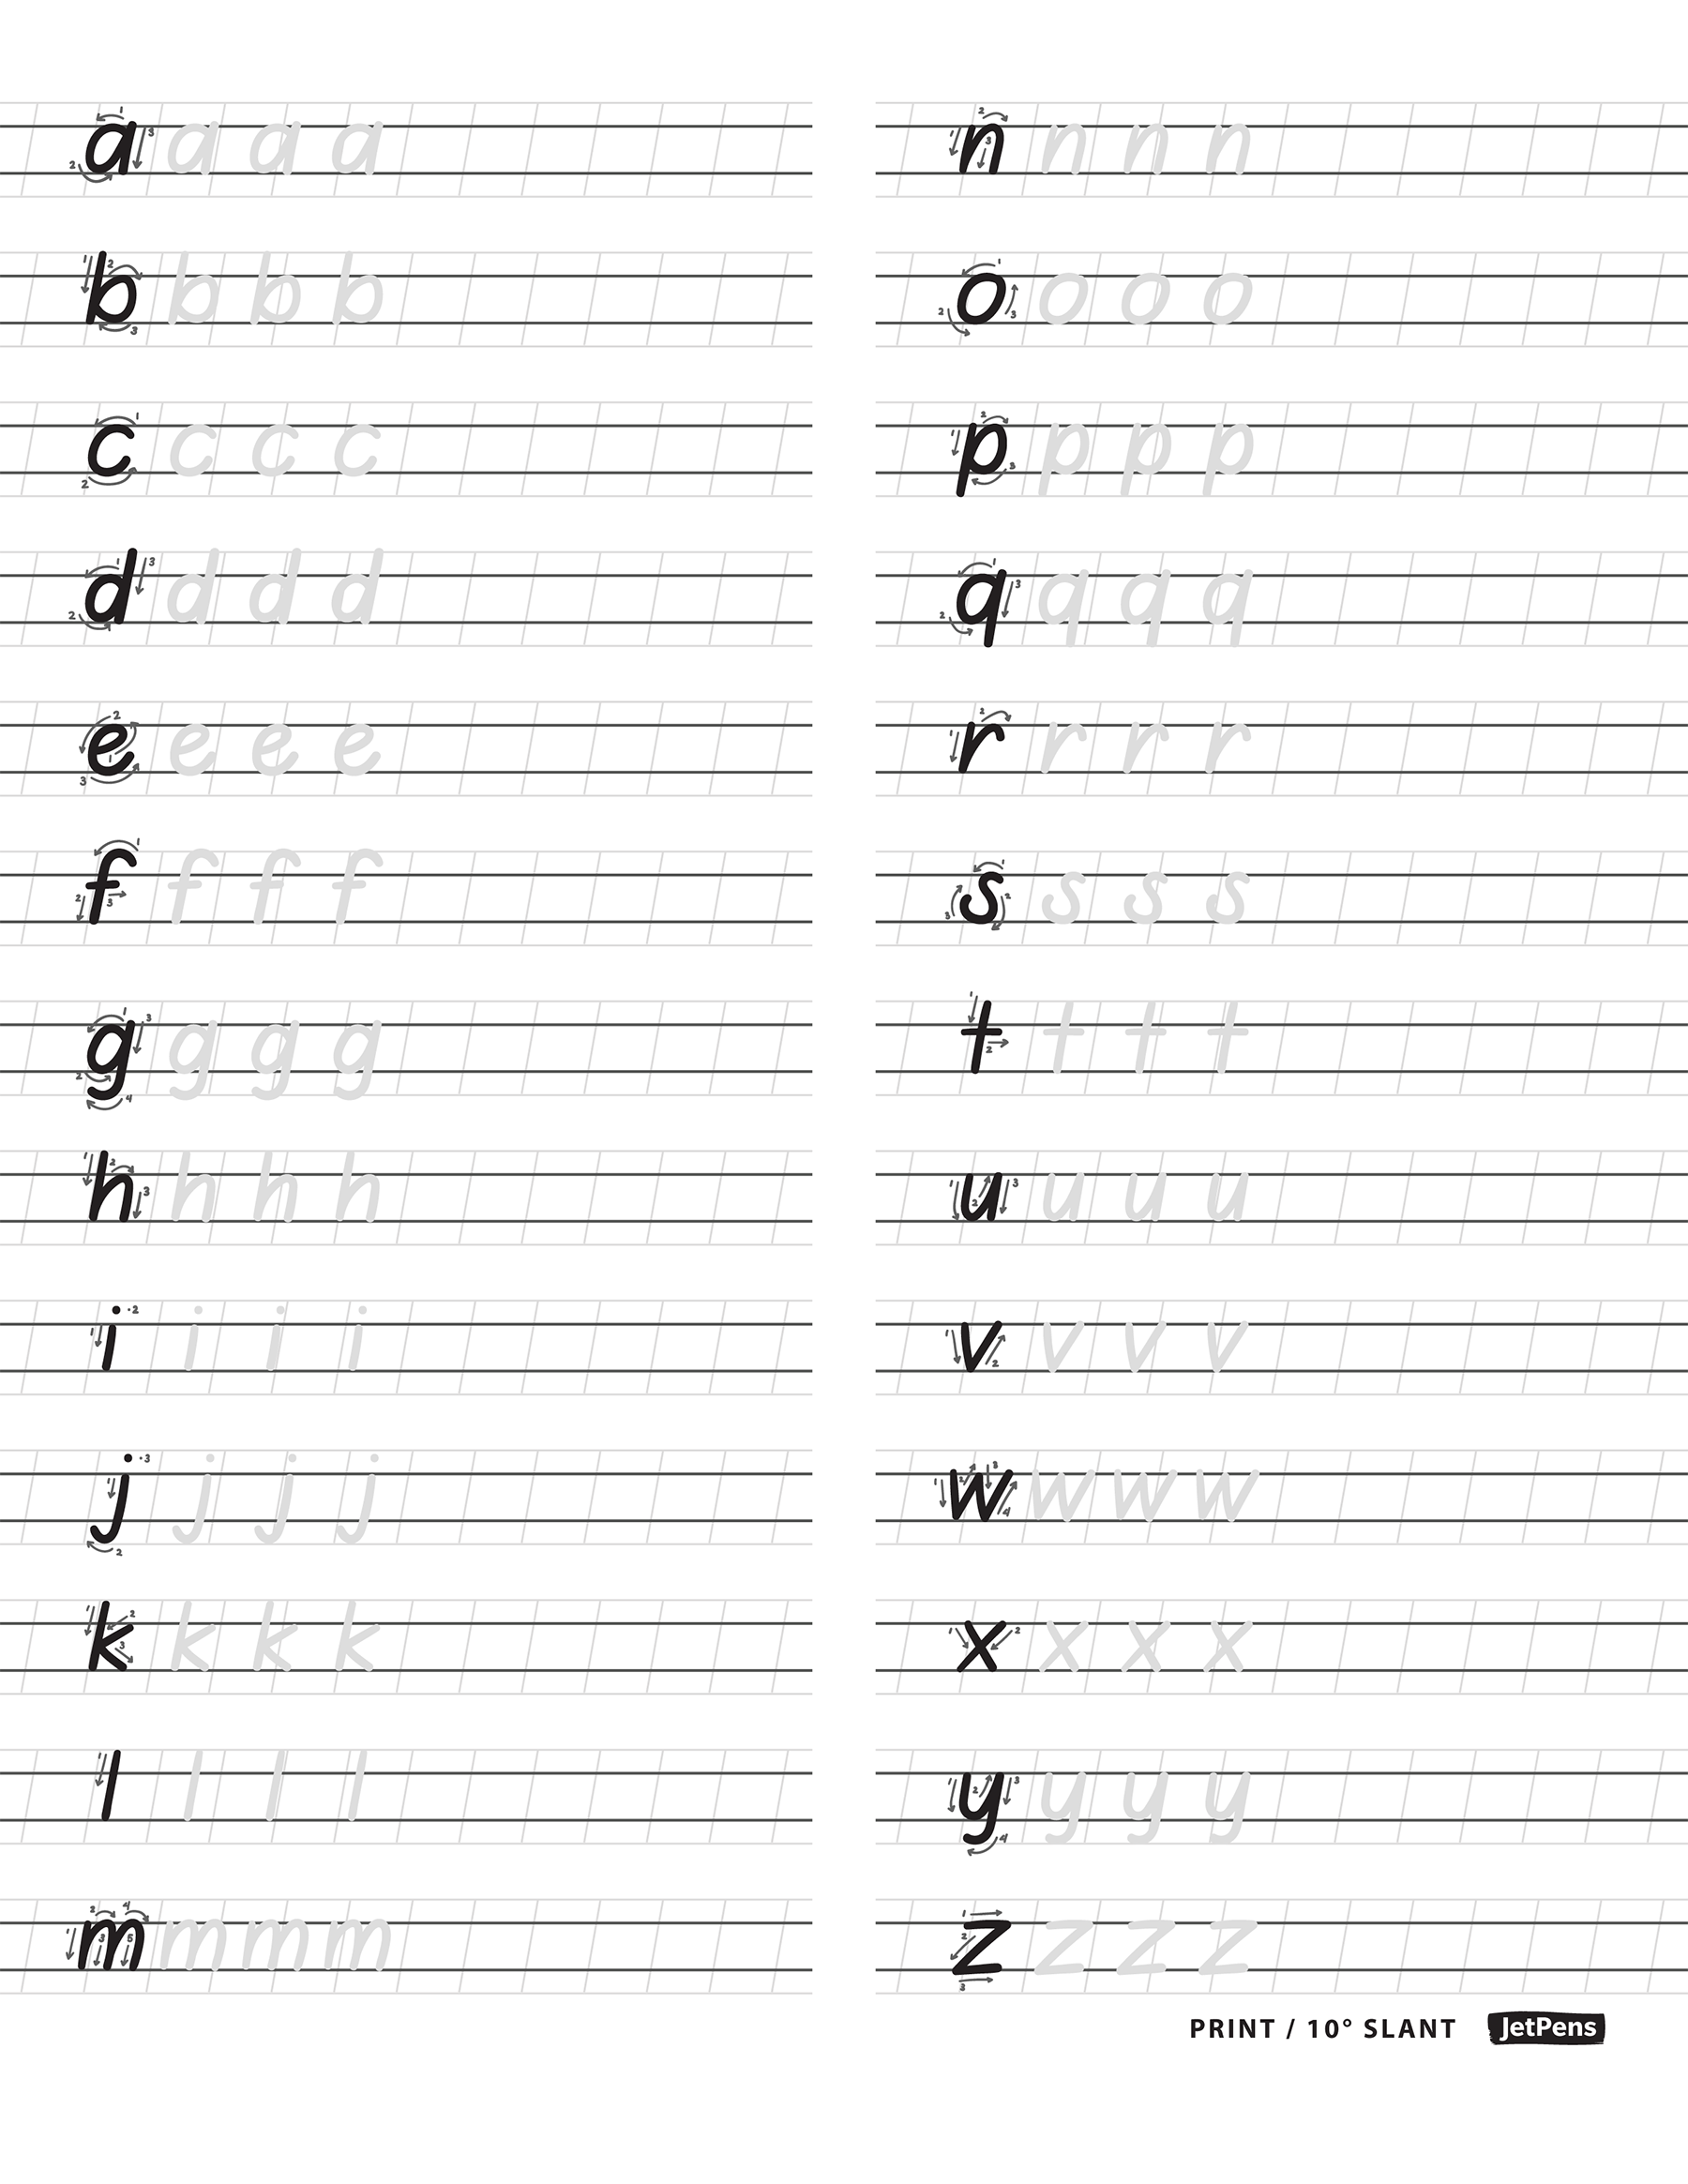 a a a a
b b b b
c c c c
d d d d
e e e e
f f f f
g g g g
h h h h
i i i i
j j j j
k k k k
l l l l
m m m m
n n n n
o o o o
p p p p
q q q q
r r r r
s s s s
t t t t
u u u u
v v v v
w w w w
x x x x
y y y y
z z z z
PRINT / 10° SLANT JetPens